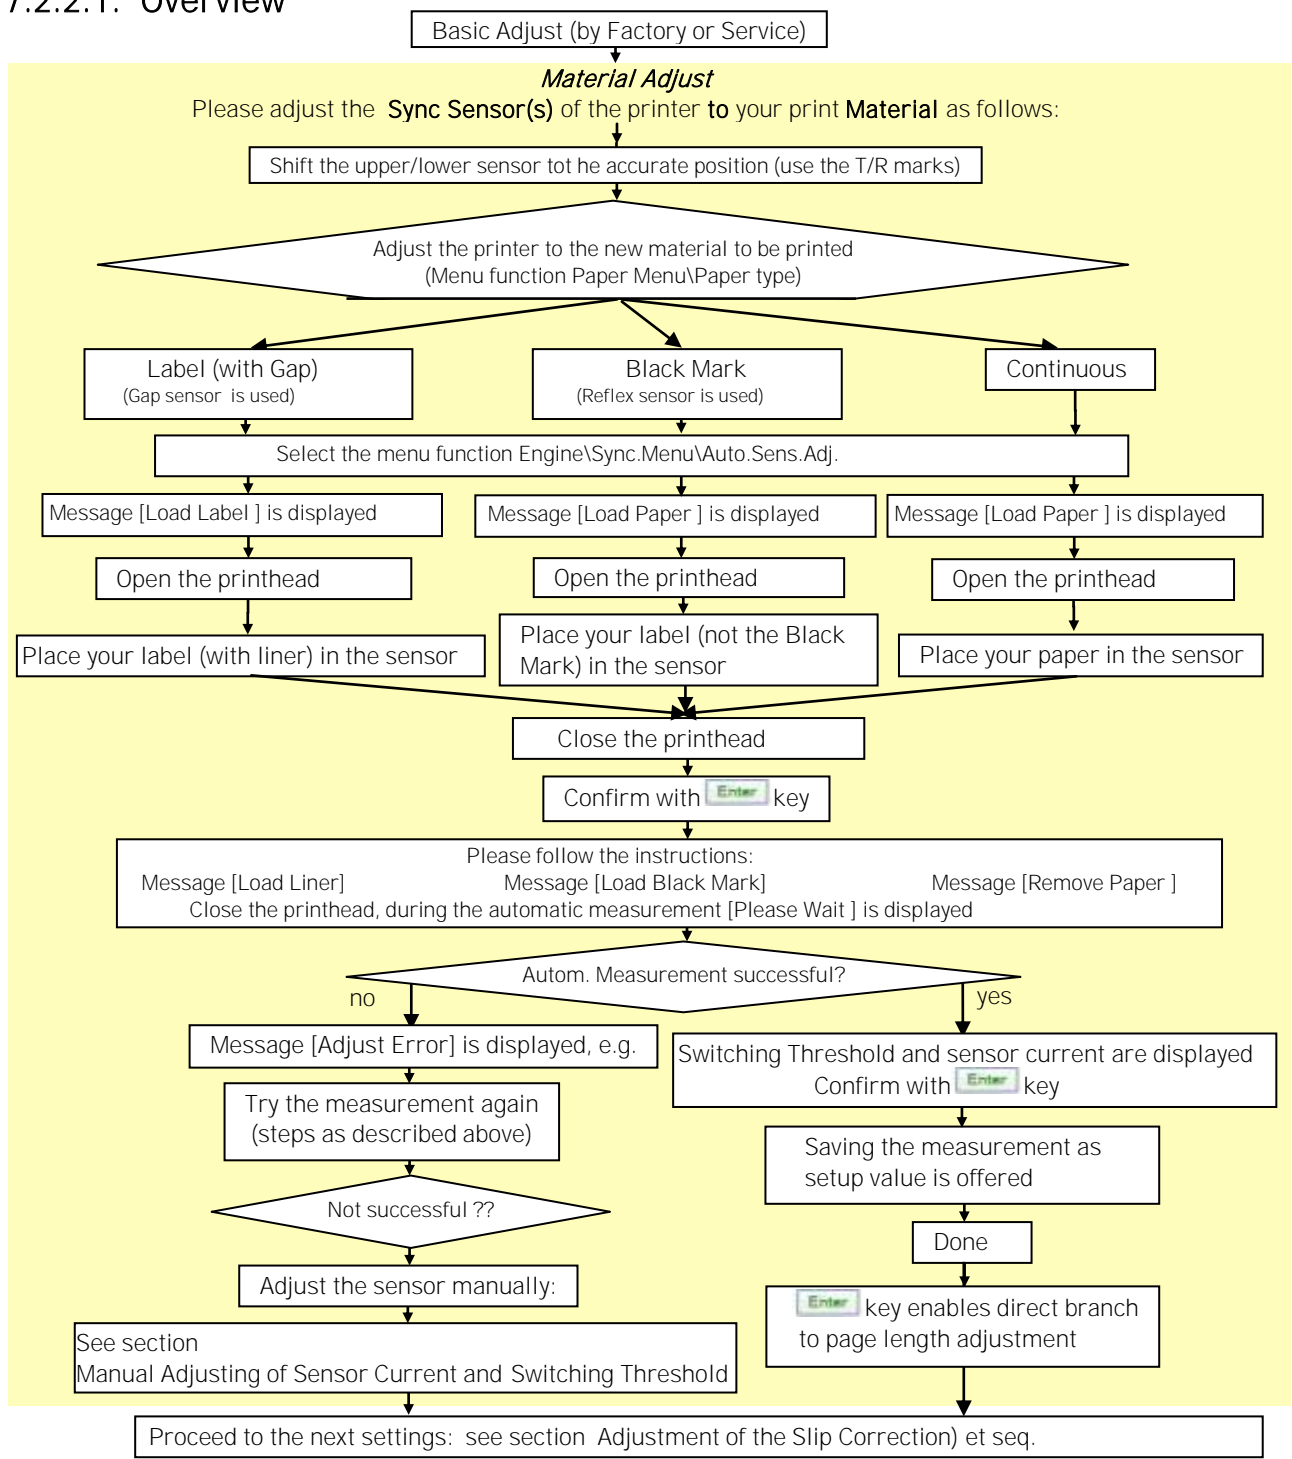 7.2.2.1. Overview
Basic Adjust (by Factory or Service)
Material Adjust
Please adjust the Sync Sensor(s) of the printer to your print Material as follows:
Shift the upper/lower sensor tot he accurate position (use the T/R marks)
Adjust the printer to the new material to be printed
(Menu function Paper Menu\Paper type)
Label (with Gap)
(Gap sensor is used)
Black Mark
(Reflex sensor is used)
Continuous
Select the menu function Engine\Sync.Menu\Auto.Sens.Adj.
Message [Load Label ] is displayed
Message [Load Paper ] is displayed
Message [Load Paper ] is displayed
Open the printhead
Open the printhead
Open the printhead
Place your label (with liner) in the sensor
Place your label (not the Black
Mark) in the sensor
Place your paper in the sensor
Close the printhead
Confirm with Enter key
Please follow the instructions:
Message [Load Liner] Message [Load Black Mark] Message [Remove Paper ]
Close the printhead, during the automatic measurement [Please Wait ] is displayed
Autom. Measurement successful?
no
yes
Message [Adjust Error] is displayed, e.g.
Try the measurement again
(steps as described above)
Not successful ??
Adjust the sensor manually:
See section
Manual Adjusting of Sensor Current and Switching Threshold
Switching Threshold and sensor current are displayed
Confirm with Enter key
Saving the measurement as
setup value is offered
Done
Enter key enables direct branch
to page length adjustment
Proceed to the next settings: see section Adjustment of the Slip Correction) et seq.